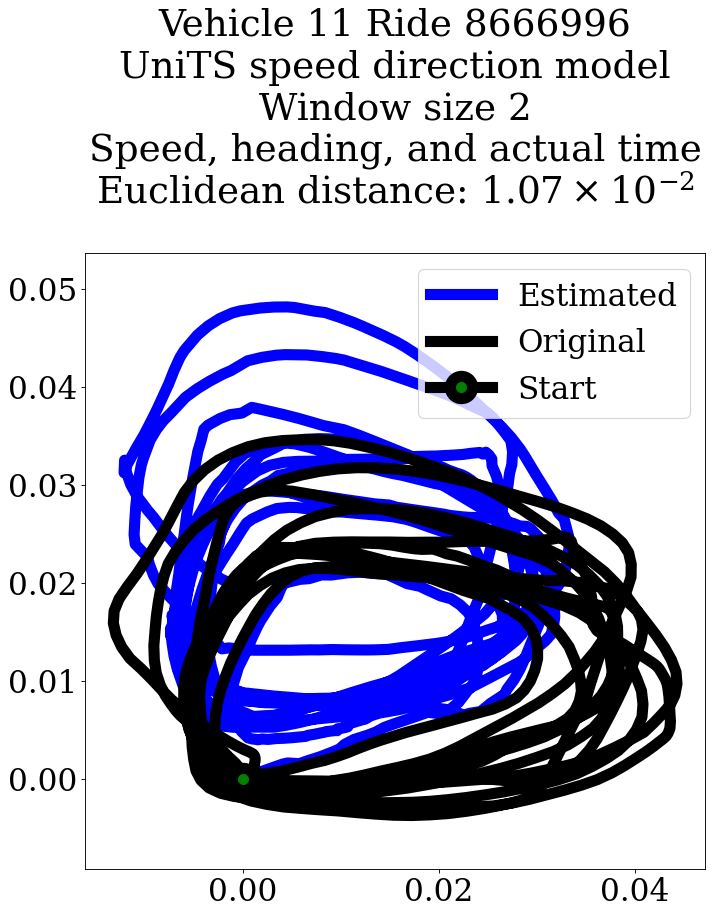 Vehicle 11 Ride 8666996
UniTS speed direction model
Window size 2
Speed, heading, and actual time
Euclidean distance: 1.07 × 10⁻²
Estimated
Original
Start
0.05
0.04
0.03
0.02
0.01
0.00
0.00 0.02 0.04